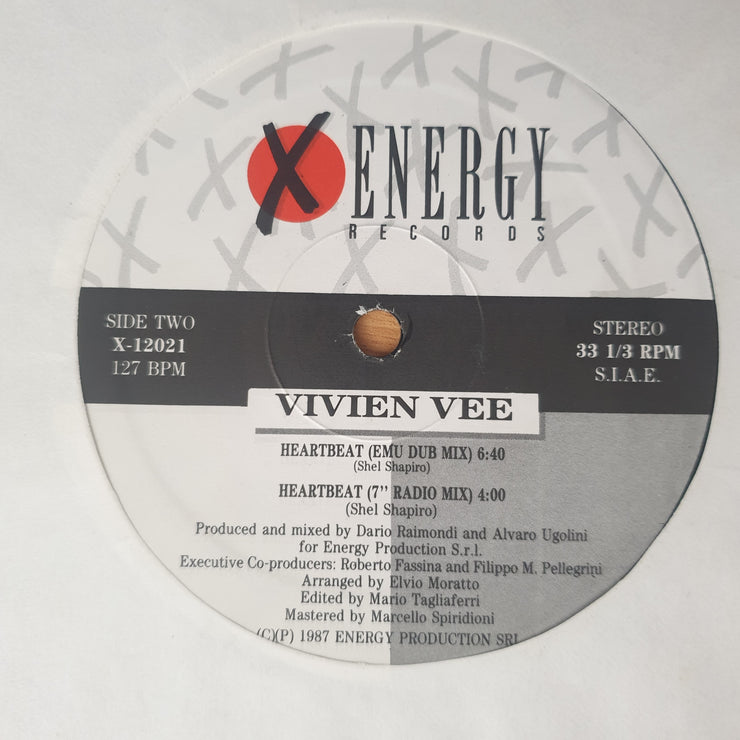 X ENERGY
RECORDS
SIDE TWO
X-12021
127 BPM
STEREO
33 1/3 RPM
S.I.A.E.
VIVIEN VEE
HEARTBEAT (EMU DUB MIX) 6:40
(Shel Shapiro)
HEARTBEAT (7'' RADIO MIX) 4:00
(Shel Shapiro)
Produced and mixed by Dario Raimondi and Alvaro Ugolini
for Energy Production S.r.l.
Executive Co-producers: Roberto Fassina and Filippo M. Pellegrini
Arranged by Elvio Moratto
Edited by Mario Tagliaferri
Mastered by Marcello Spiridioni
(C)(P) 1987 ENERGY PRODUCTION SRL